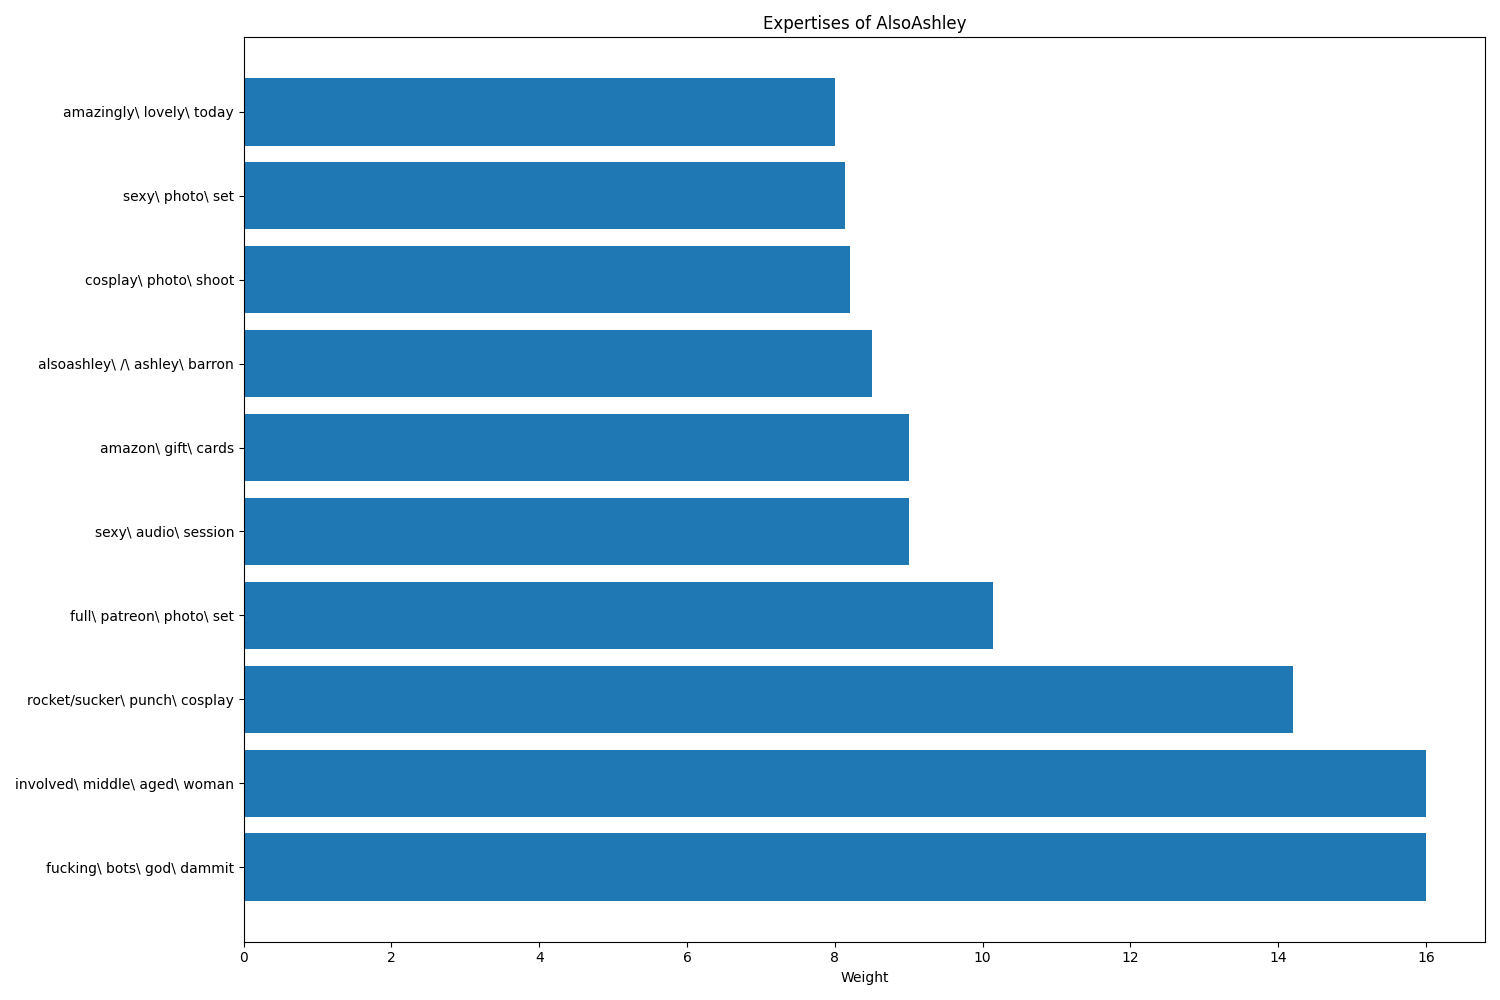 Expertises of AlsoAshley
amazingly\ lovely\ today
sexy\ photo\ set
cosplay\ photo\ shoot
alsoashley\ /\ ashley\ barron
amazon\ gift\ cards
sexy\ audio\ session
full\ patreon\ photo\ set
rocket/sucker\ punch\ cosplay
involved\ middle\ aged\ woman
fucking\ bots\ god\ dammit
0 2 4 6 8 10 12 14 16
Weight